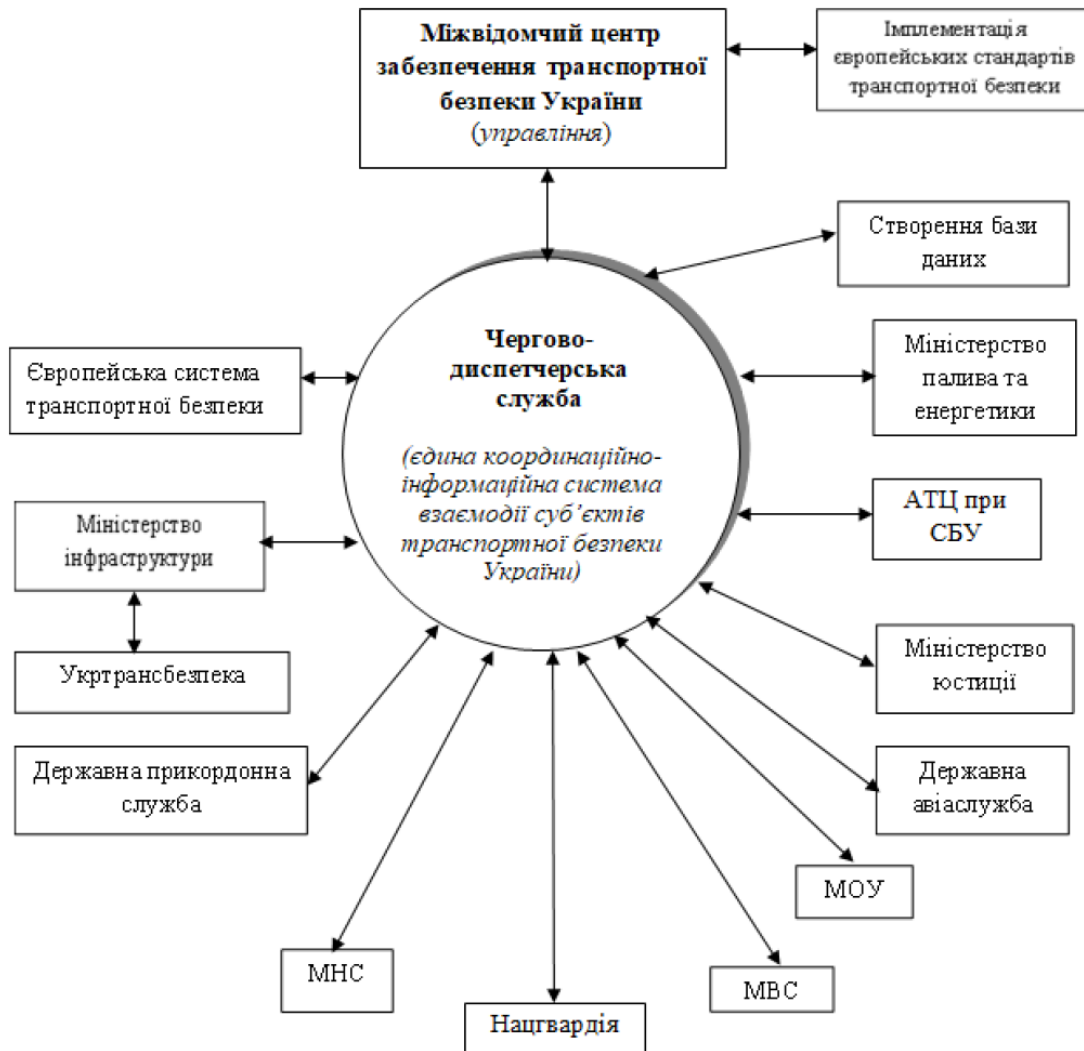 Міжвідомчий центр
забезпечення транспортної
безпеки України
(управління)
Імплементація
європейських стандартів
транспортної безпеки
Створення бази
даних
Чергово-
диспетчерська
служба
(єдина координаційно-
інформаційна система
взаємодії суб’єктів
транспортної безпеки
України)
Європейська система
транспортної безпеки
Міністерство
палива та
енергетики
Міністерство
інфраструктури
АТЦ при
СБУ
Укртрансбезпека
Міністерство
юстиції
Державна прикордонна
служба
Державна
авіаслужба
МОУ
МНС
МВС
Нацгвардія